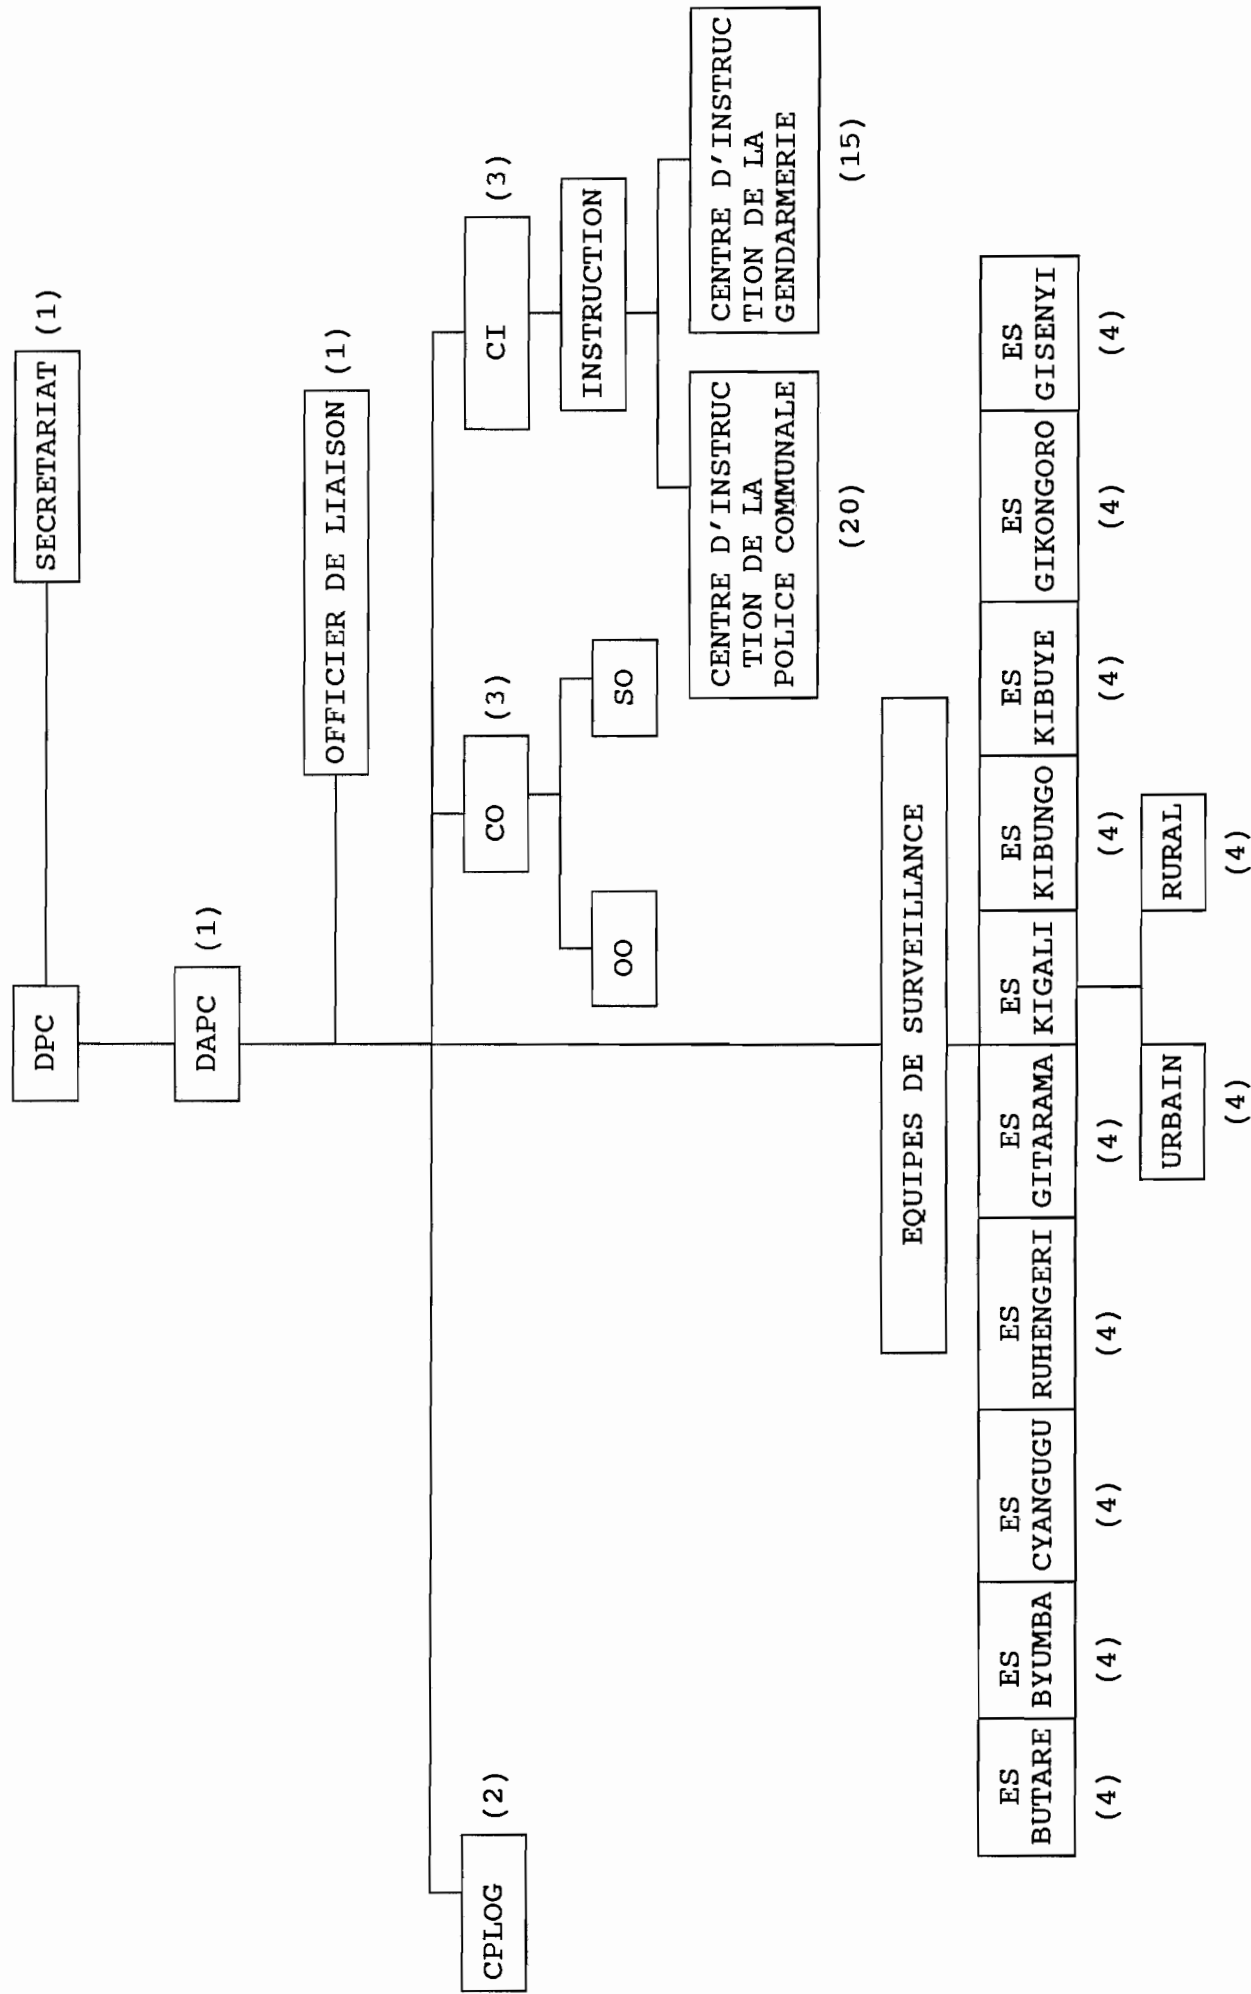 DPC
SECRETARIAT (1)
DAPC (1)
OFFICIER DE LIAISON (1)
CPLOG (2)
CO (3)
CI (3)
OO
SO
INSTRUCTION
CENTRE D'INSTRUC
TION DE LA
POLICE COMMUNALE
(20)
CENTRE D'INSTRUC
TION DE LA
GENDARMERIE
(15)
EQUIPES DE SURVEILLANCE
ES
BUTARE
(4)
ES
BYUMBA
(4)
ES
CYANGUGU
(4)
ES
RUHENGERI
(4)
ES
GITARAMA
(4)
ES
KIGALI
ES
KIBUNGO
(4)
ES
KIBUYE
(4)
ES
GIKONGORO
(4)
ES
GISENYI
(4)
URBAIN
(4)
RURAL
(4)